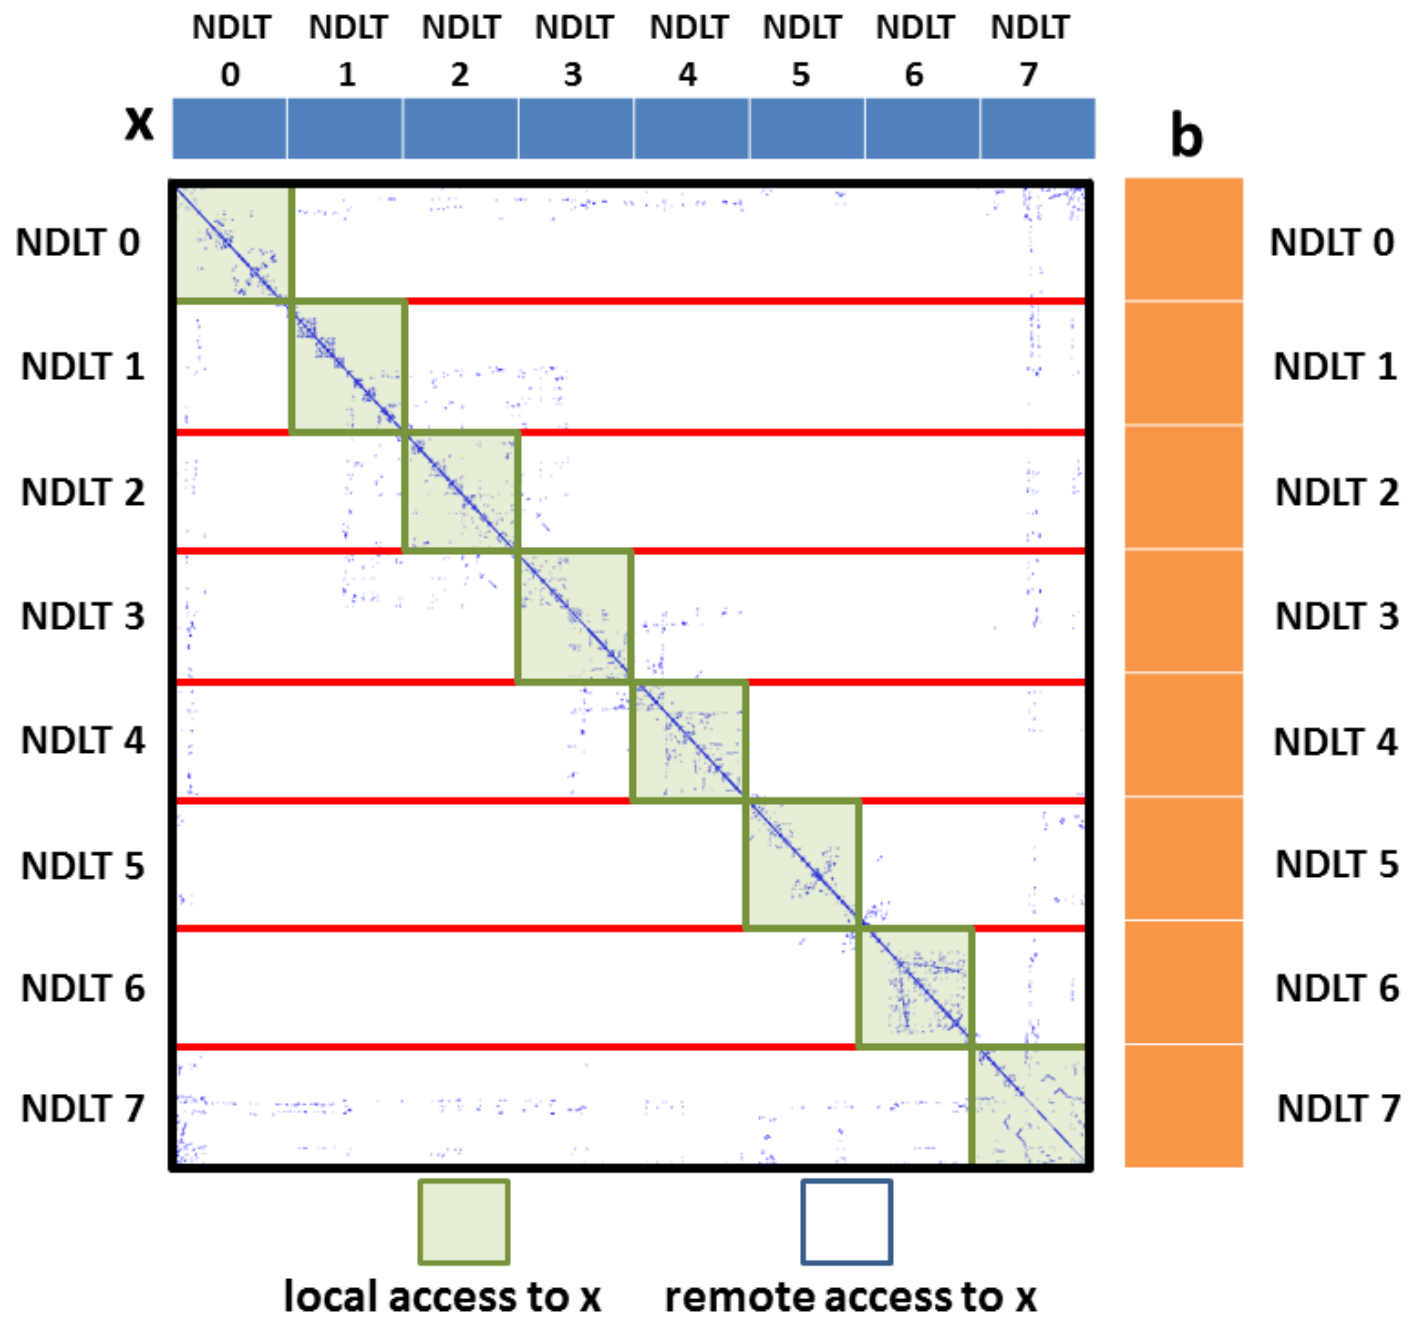 NDLT NDLT NDLT NDLT NDLT NDLT NDLT NDLT
0 1 2 3 4 5 6 7
x
b
NDLT 0 NDLT 0
NDLT 1 NDLT 1
NDLT 2 NDLT 2
NDLT 3 NDLT 3
NDLT 4 NDLT 4
NDLT 5 NDLT 5
NDLT 6 NDLT 6
NDLT 7 NDLT 7
local access to x remote access to x